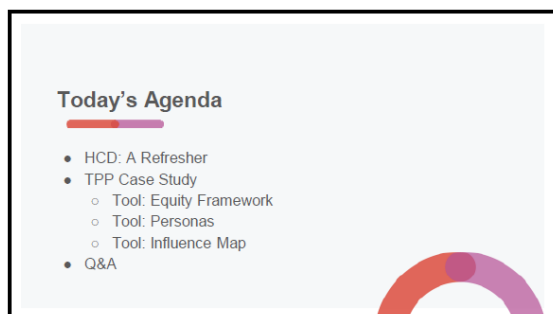 Today's Agenda
● HCD: A Refresher
● TPP Case Study
○ Tool: Equity Framework
○ Tool: Personas
○ Tool: Influence Map
● Q&A